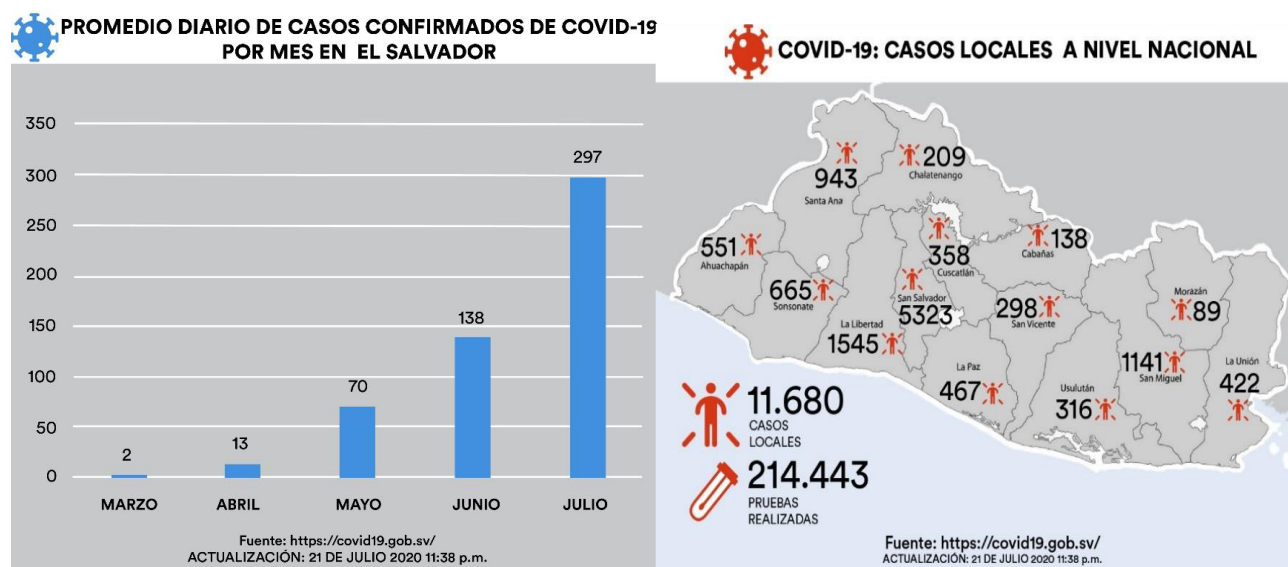 PROMEDIO DIARIO DE CASOS CONFIRMADOS DE COVID-19
POR MES EN EL SALVADOR
350
300
250
200
150
100
50
0
2
13
70
138
297
MARZO
ABRIL
MAYO
JUNIO
JULIO
Fuente: https://covid19.gob.sv/
ACTUALIZACIÓN: 21 DE JULIO 2020 11:38 p.m.
COVID-19: CASOS LOCALES A NIVEL NACIONAL
943
Santa Ana
209
Chalatenango
551
Ahuachapán
665
Sonsonate
358
Cuscatlán
138
Cabañas
San Salvador
5323
La Libertad
1545
298
San Vicente
Morazán
89
La Paz
467
Usulután
316
1141
San Miguel
La Unión
422
11.680
CASOS
LOCALES
214.443
PRUEBAS
REALIZADAS
Fuente: https://covid19.gob.sv/
ACTUALIZACIÓN: 21 DE JULIO 2020 11:38 p.m.